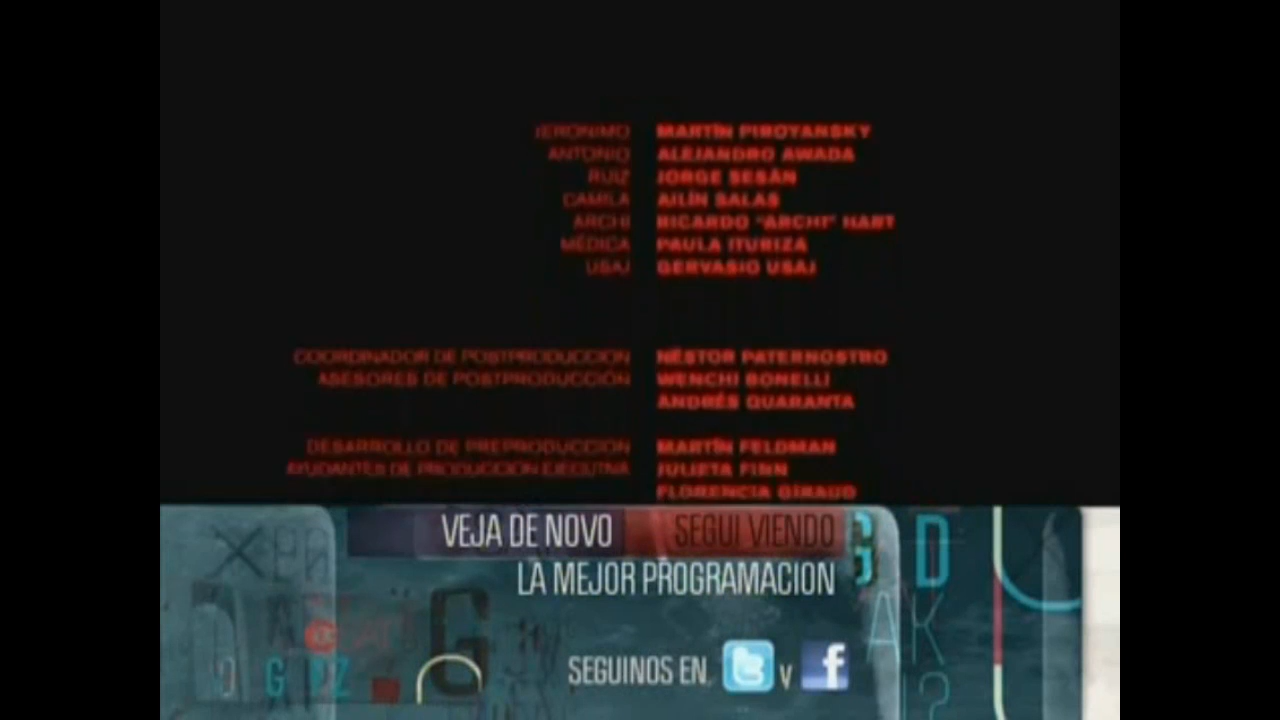 JERÓNIMO MARTÍN PIROYANSKY
ANTONIO ALEJANDRO AWADA
RUIZ JORGE SESÁN
CAMILA AILÍN SALAS
ARCHI RICARDO "ARCHI" HART
MÉDICA PAULA ITURIZA
USAJ GERVASIO USAJ
COORDINADOR DE POSTPRODUCCIÓN NÉSTOR PATERNOSTRO
ASESORES DE POSTPRODUCCIÓN WENCHI BONELLI
ANDRÉS QUARANTA
DESARROLLO DE PREPRODUCCIÓN MARTÍN FELDMAN
AYUDANTES DE PRODUCCIÓN EJECUTIVA JULIETA FINN
FLORENCIA GIRAUD
VEJA DE NOVO SEGUI VIENDO
LA MEJOR PROGRAMACION
SEGUINOS EN y